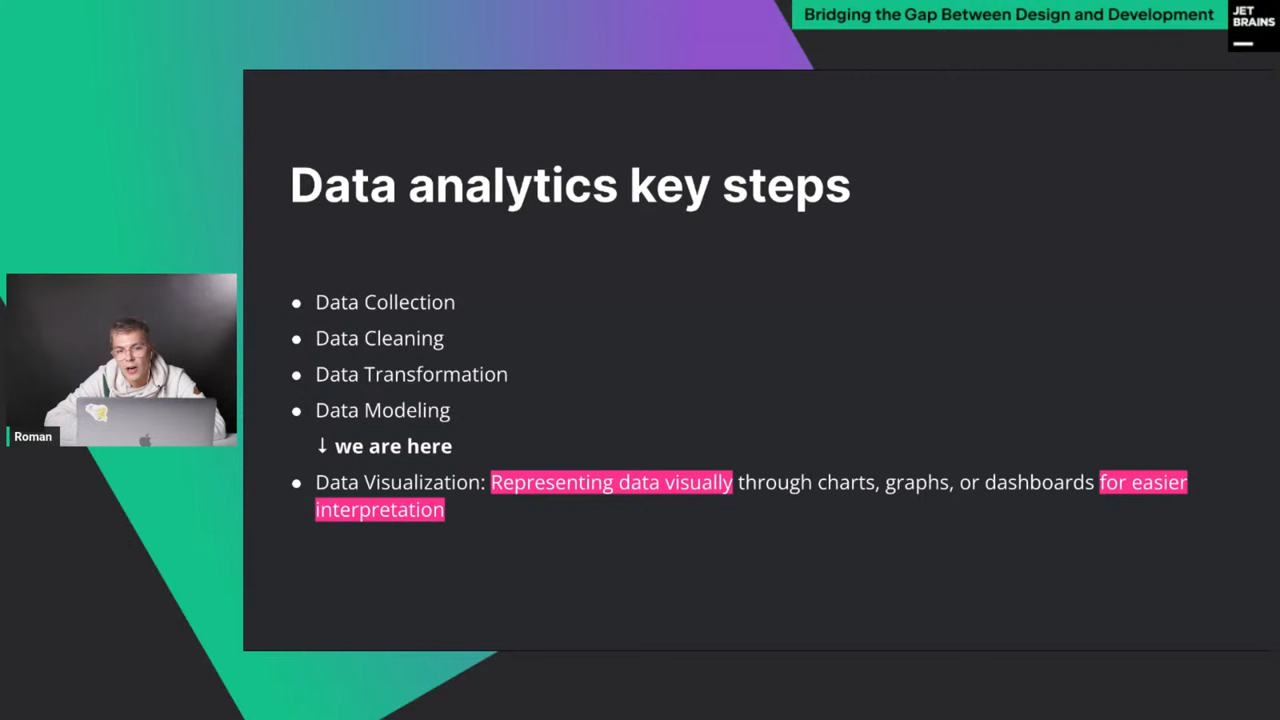 Bridging the Gap Between Design and Development
JET
BRAINS
Data analytics key steps
● Data Collection
● Data Cleaning
● Data Transformation
● Data Modeling
↓ we are here
● Data Visualization: Representing data visually through charts, graphs, or dashboards for easier
interpretation
Roman